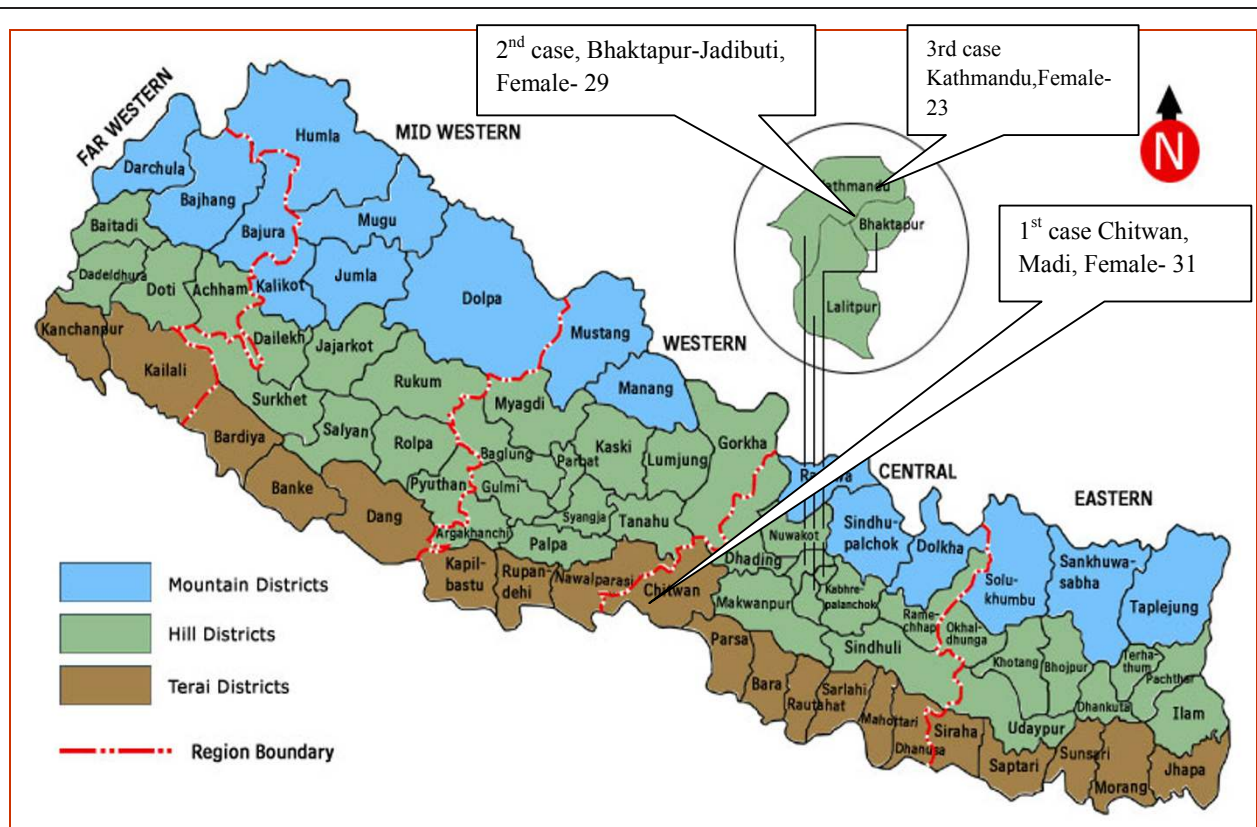 2nd case, Bhaktapur-Jadibuti,
Female- 29
3rd case
Kathmandu,Female-
23
1st case Chitwan,
Madi, Female- 31
N
FAR WESTERN
MID WESTERN
WESTERN
CENTRAL
EASTERN
Humla
Darchula
Bajhang
Bajura
Mugu
Baitadi
Dadeldhura
Doti
Achham
Kalikot
Jumla
Dolpa
Mustang
Manang
Kanchanpur
Kailali
Dailekh
Jajarkot
Rukum
Surkhet
Salyan
Rolpa
Myagdi
Baglung
Parbat
Kaski
Lumjung
Gorkha
Bardiya
Banke
Dang
Pyuthan
Gulmi
Syangja
Tanahu
Argakhanchi
Palpa
Kapil-
bastu
Rupan-
dehi
Nawalparasi
Chitwan
Kathmandu
Bhaktapur
Lalitpur
Nuwakot
Dhading
Sindhu-
palchok
Dolkha
Makwanpur
Kabhre-
palanchok
Rame-
chhap
Sindhuli
Parsa
Bara
Rautahat
Sarlahi
Mahottari
Dhanusa
Solu-
khumbu
Sankhuwa-
sabha
Taplejung
Okhal-
dhunga
Khotang
Bhojpur
Terha-
thum
Pachthar
Dhankuta
Ilam
Udaypur
Siraha
Saptari
Sunsari
Morang
Jhapa
Mountain Districts
Hill Districts
Terai Districts
Region Boundary